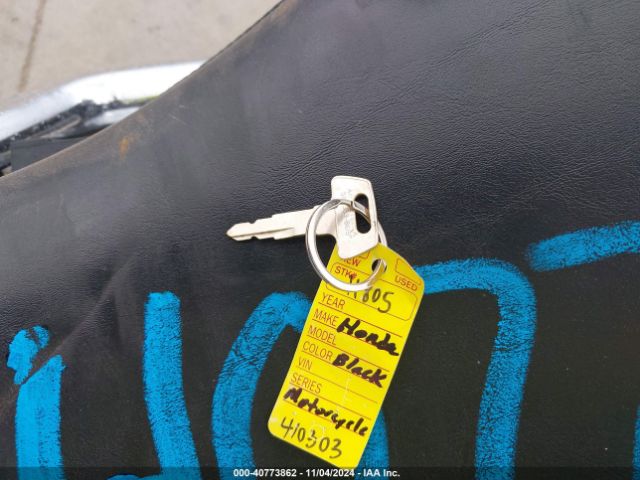 NEW USED
STK
YEAR
MAKE Honda
MODEL
COLOR Black
VIN
SERIES
Motorcycle
410303
000-40773862 - 11/04/2024 - IAA Inc.